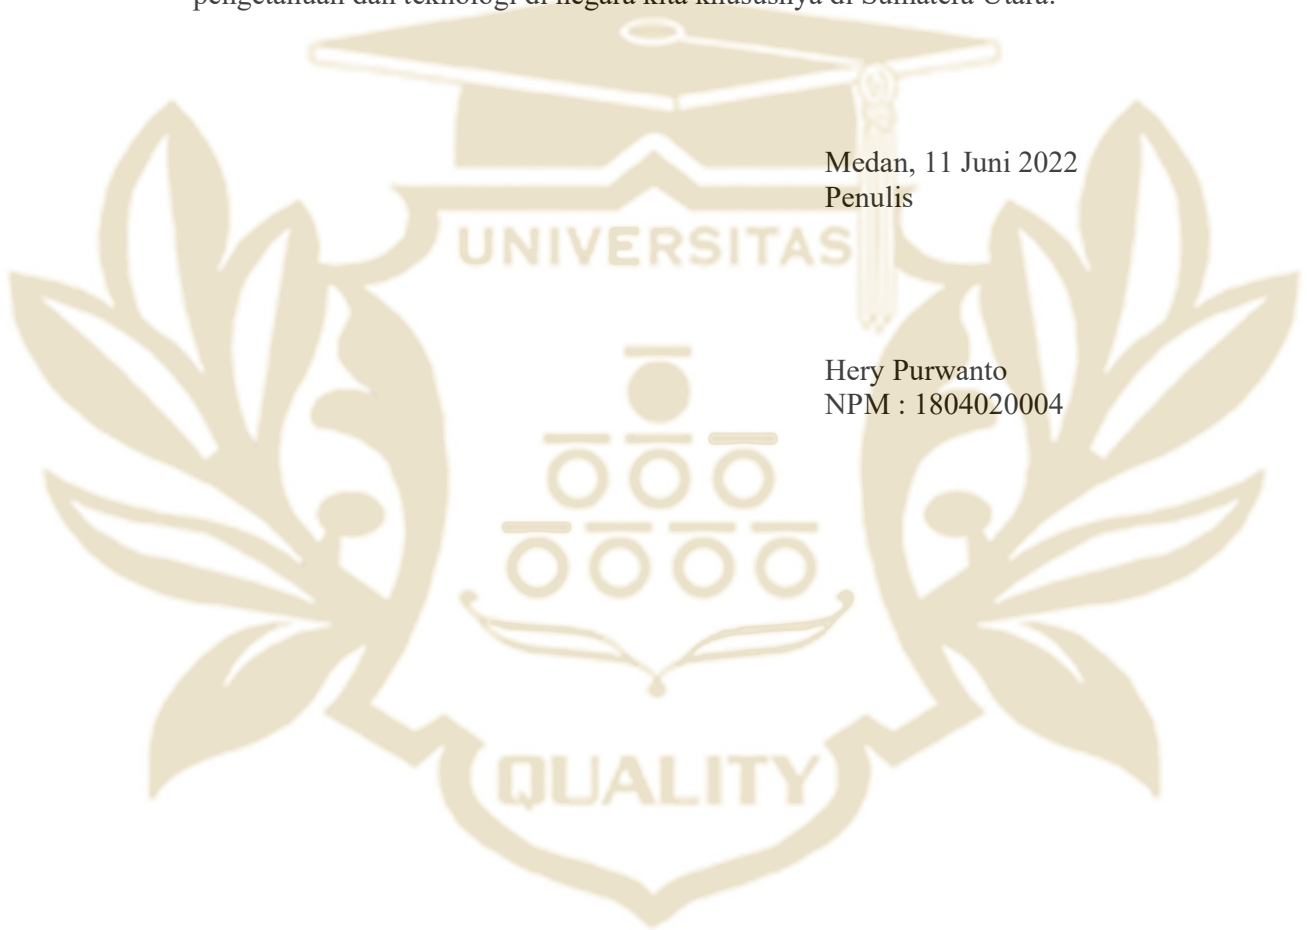 pengetahuan dan teknologi di negara kita khususnya di Sumatera Utara.
Medan, 11 Juni 2022
Penulis
UNIVERSITAS
Hery Purwanto
NPM : 1804020004
QUALITY